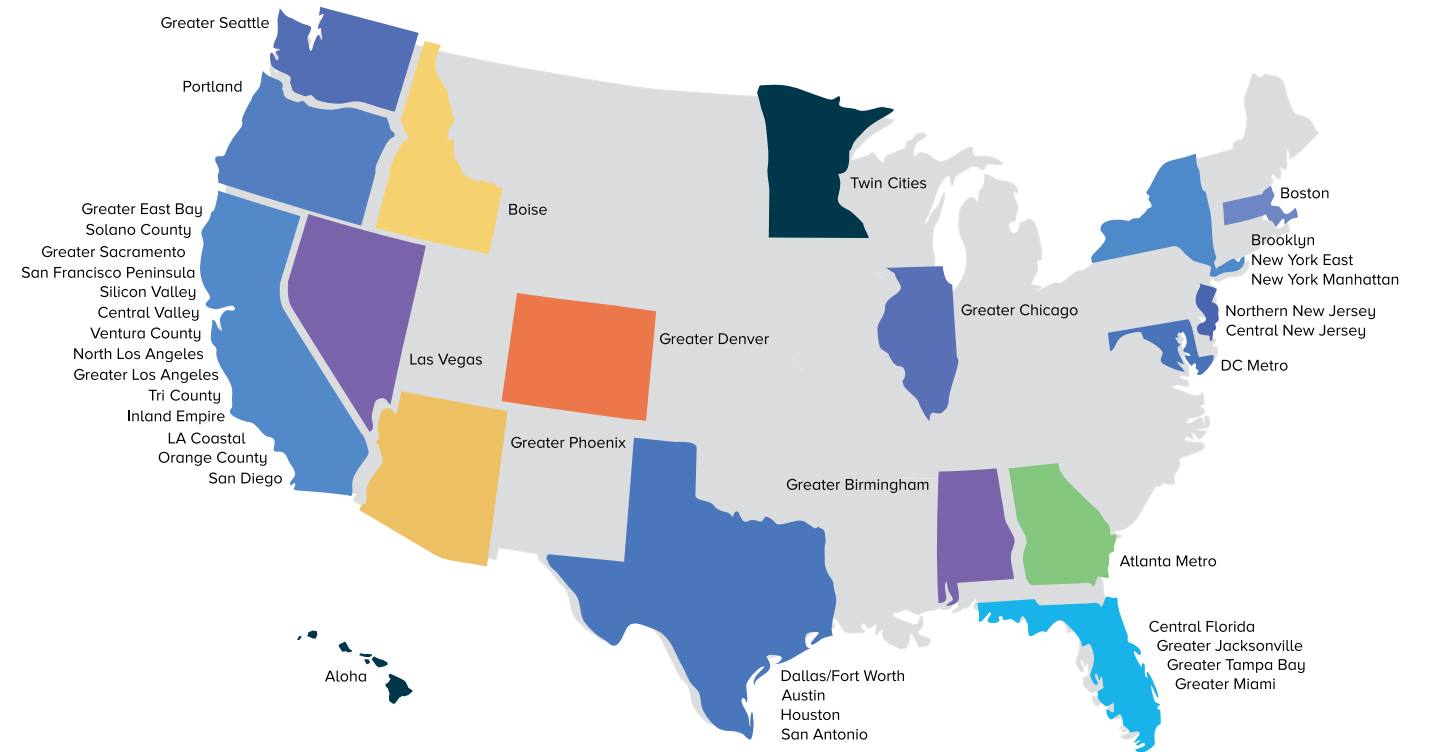 Greater Seattle
Portland
Boise
Twin Cities
Boston
Greater East Bay
Solano County
Greater Sacramento
San Francisco Peninsula
Silicon Valley
Central Valley
Ventura County
North Los Angeles
Greater Los Angeles
Tri County
Inland Empire
LA Coastal
Orange County
San Diego
Brooklyn
New York East
New York Manhattan
Northern New Jersey
Central New Jersey
DC Metro
Greater Chicago
Greater Denver
Las Vegas
Greater Phoenix
Greater Birmingham
Atlanta Metro
Central Florida
Greater Jacksonville
Greater Tampa Bay
Greater Miami
Aloha
Dallas/Fort Worth
Austin
Houston
San Antonio